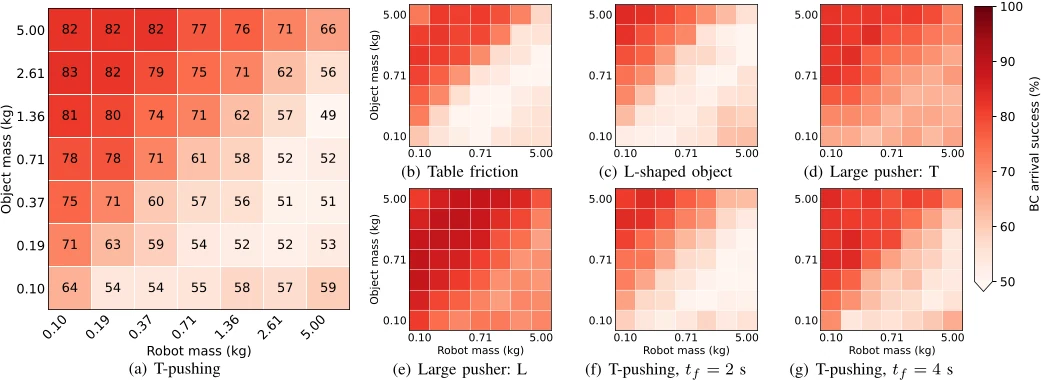 5.00 82 82 82 77 76 71 66
2.61 83 82 79 75 71 62 56
1.36 81 80 74 71 62 57 49
0.71 78 78 71 61 58 52 52
0.37 75 71 60 57 56 51 51
0.19 71 63 59 54 52 52 53
0.10 64 54 54 55 58 57 59
Object mass (kg)
0.10 0.19 0.37 0.71 1.36 2.61 5.00
Robot mass (kg)
(a) T-pushing
Object mass (kg)
5.00
0.71
0.10
0.10 0.71 5.00
(b) Table friction
5.00
0.71
0.10
0.10 0.71 5.00
(c) L-shaped object
5.00
0.71
0.10
0.10 0.71 5.00
(d) Large pusher: T
Object mass (kg)
5.00
0.71
0.10
0.10 0.71 5.00
Robot mass (kg)
(e) Large pusher: L
5.00
0.71
0.10
0.10 0.71 5.00
Robot mass (kg)
(f) T-pushing, t_f = 2 s
5.00
0.71
0.10
0.10 0.71 5.00
Robot mass (kg)
(g) T-pushing, t_f = 4 s
100
90
80
70
60
50
BC arrival success (%)